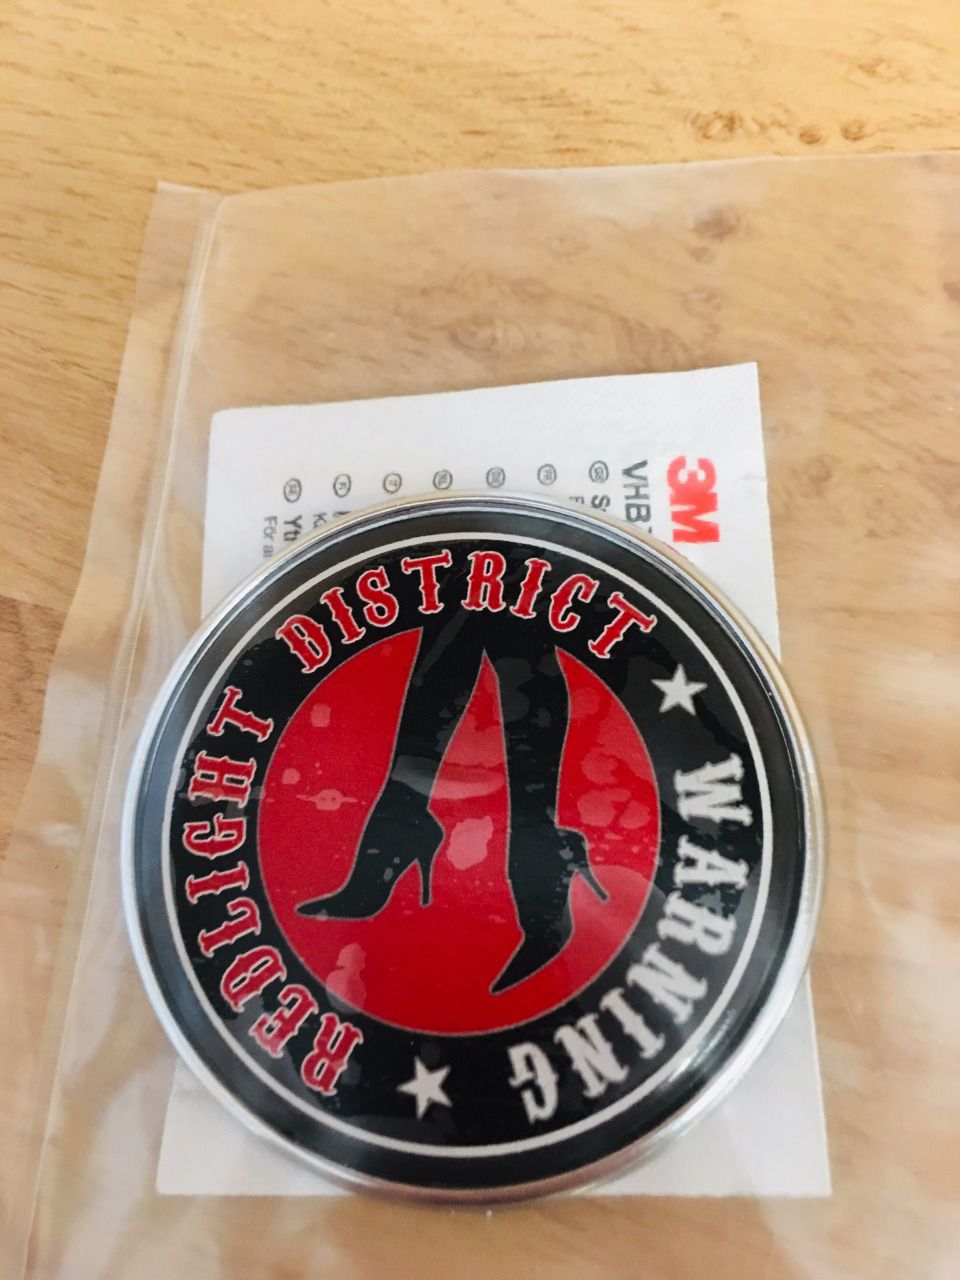 3M
VHB
REDLIGHT DISTRICT
WARNING